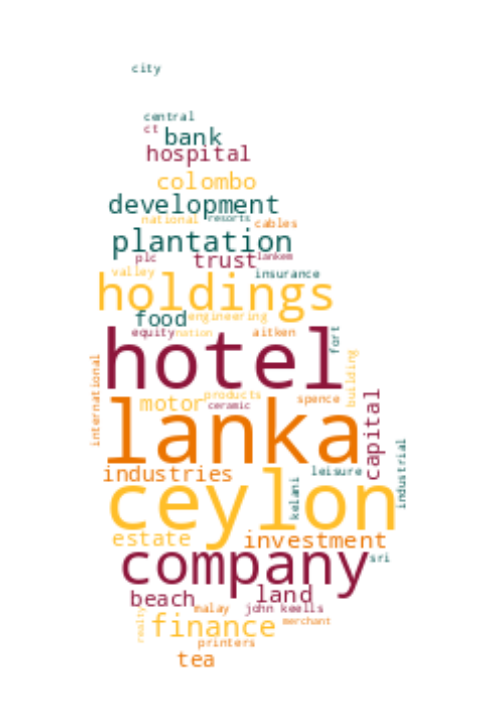 city
central
ct bank
hospital
colombo
development
national resorts cables
plantation
plc trust lankem
valley insurance
holdings
food engineering
equity nation aitken fort
hotel
international building
products spence
motor ceramic capital
lanka
industries leisure industrial
ceylon kelani
estate investment
company sri
beach land
malay john keells
realty finance merchant
printers
tea